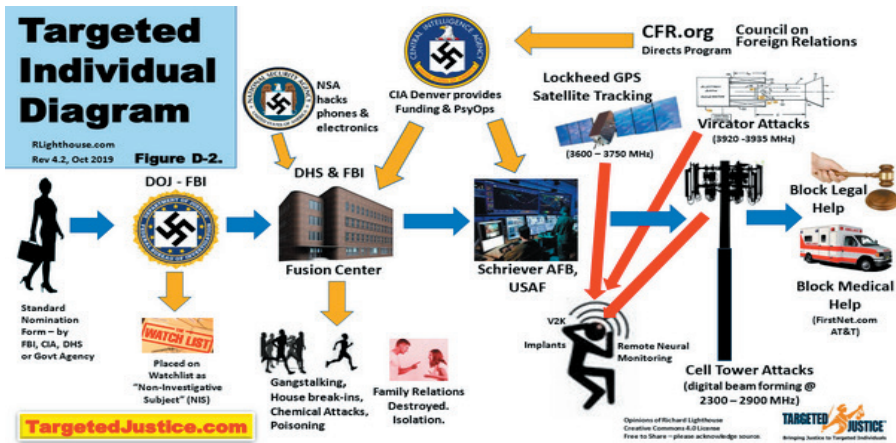 Targeted
Individual
Diagram
RLighthouse.com
Rev 4.2, Oct 2019
Figure D-2.
NSA
hacks
phones &
electronics
CIA Denver provides
Funding & PsyOps
CFR.org
Directs Program
Council on
Foreign Relations
Lockheed GPS
Satellite Tracking
(3600 – 3750 MHz)
Vircator Attacks
(3920 -3935 MHz)
DOJ - FBI
DHS & FBI
Fusion Center
Schriever AFB,
USAF
Block Legal
Help
Block Medical
Help
(FirstNet.com
AT&T)
Standard
Nomination
Form – by
FBI, CIA, DHS
or Govt Agency
WATCH LIST
Placed on
Watchlist as
"Non-Investigative
Subject" (NIS)
Gangstalking,
House break-ins,
Chemical Attacks,
Poisoning
Family Relations
Destroyed.
Isolation.
V2K
Implants
Remote Neural
Monitoring
Cell Tower Attacks
(digital beam forming @
2300 – 2900 MHz)
TargetedJustice.com
Opinions of Richard Lighthouse
Creative Commons 4.0 License
Free to Share – please acknowledge source
TARGETED
JUSTICE
Bringing Justice to Targeted Individuals